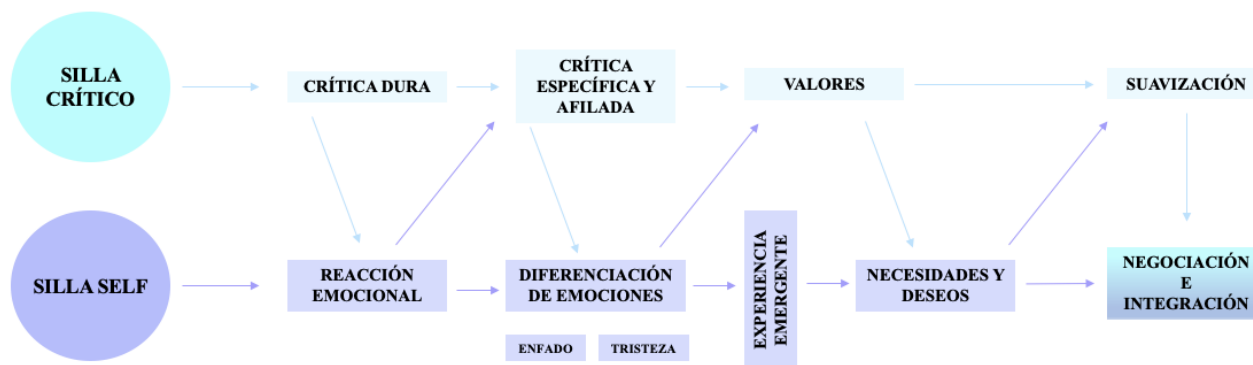 SILLA
CRÍTICO
CRÍTICA DURA
CRÍTICA
ESPECÍFICA Y
AFILADA
VALORES
SUAVIZACIÓN
SILLA SELF
REACCIÓN
EMOCIONAL
DIFERENCIACIÓN
DE EMOCIONES
ENFADO
TRISTEZA
EXPERIENCIA
EMERGENTE
NECESIDADES Y
DESEOS
NEGOCIACIÓN
E
INTEGRACIÓN